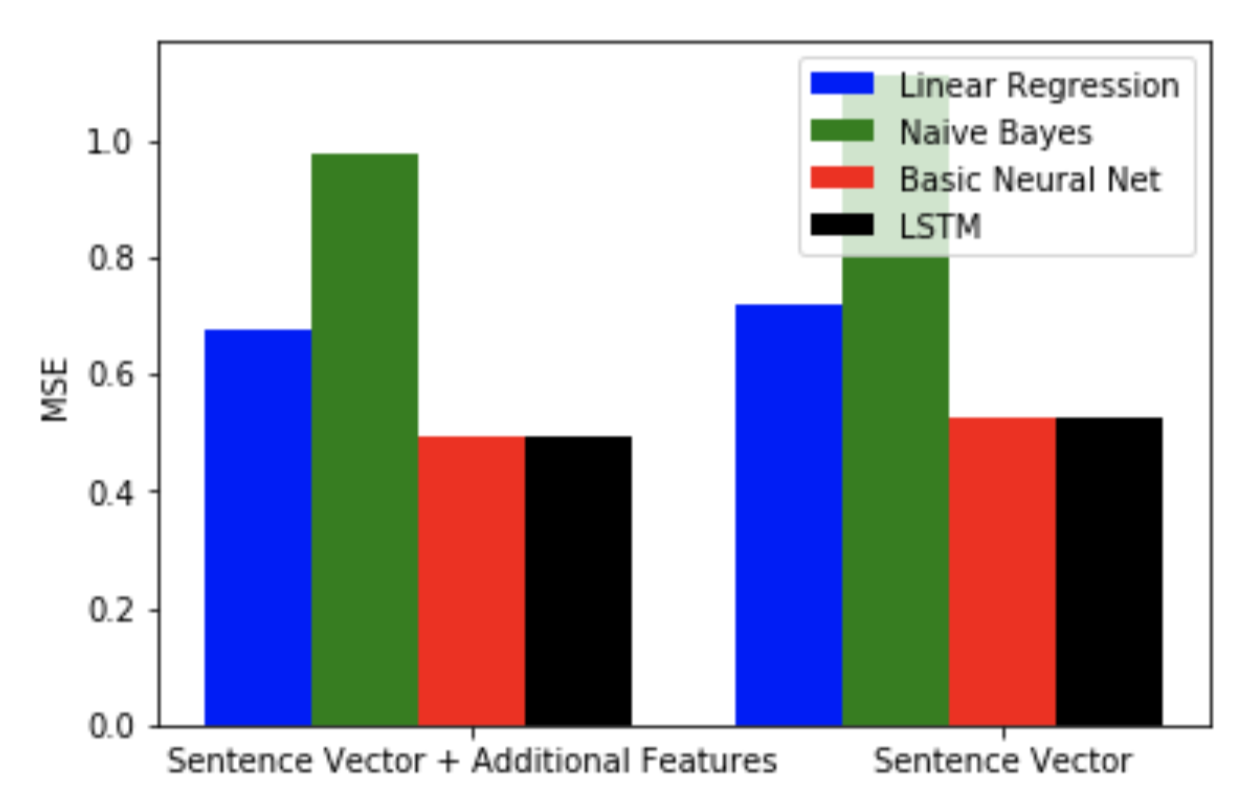 Linear Regression
Naive Bayes
Basic Neural Net
LSTM
1.0
0.8
0.6
0.4
0.2
0.0
MSE
Sentence Vector + Additional Features
Sentence Vector